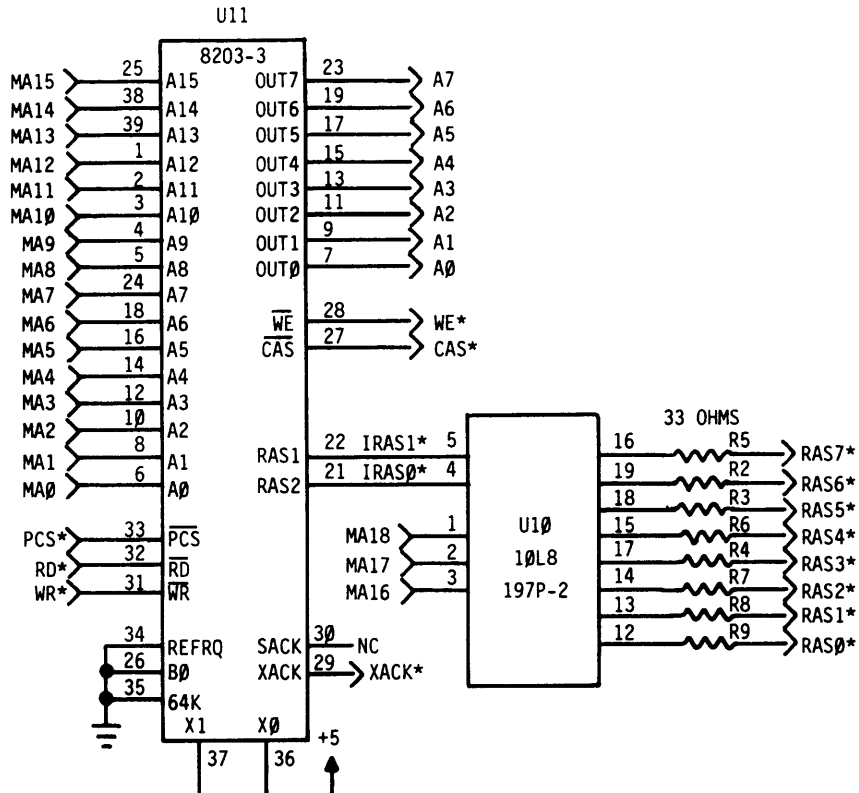 U11
8203-3
MA15 25 A15 OUT7 23 A7
MA14 38 A14 OUT6 19 A6
MA13 39 A13 OUT5 17 A5
MA12 1 A12 OUT4 15 A4
MA11 2 A11 OUT3 13 A3
MA1Ø 3 A1Ø OUT2 11 A2
MA9 4 A9 OUT1 9 A1
MA8 5 A8 OUTØ 7 AØ
MA7 24 A7
MA6 18 A6 WE 28 WE*
MA5 16 A5 CAS 27 CAS*
MA4 14 A4
MA3 12 A3
MA2 1Ø A2
MA1 8 A1 RAS1 22 IRAS1* 5
MAØ 6 AØ RAS2 21 IRASØ* 4
33 OHMS
16 R5 RAS7*
19 R2 RAS6*
18 R3 RAS5*
15 R6 RAS4*
17 R4 RAS3*
14 R7 RAS2*
13 R8 RAS1*
12 R9 RASØ*
U1Ø
1ØL8
197P-2
MA18 1
MA17 2
MA16 3
PCS* 33 PCS
RD* 32 RD
WR* 31 WR
34 REFRQ SACK 3Ø NC
26 BØ XACK 29 XACK*
35 64K
X1 XØ +5
37 36